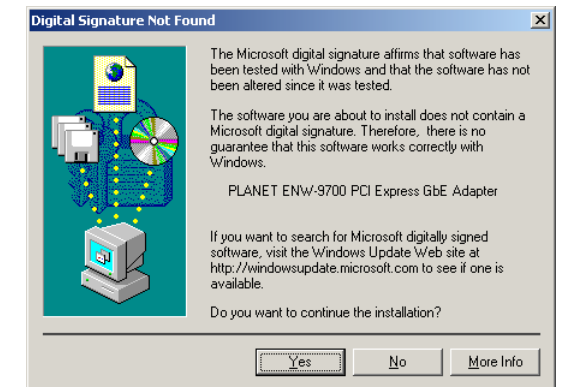 Digital Signature Not Found
The Microsoft digital signature affirms that software has
been tested with Windows and that the software has not
been altered since it was tested.
The software you are about to install does not contain a
Microsoft digital signature. Therefore, there is no
guarantee that this software works correctly with
Windows.
PLANET ENW-9700 PCI Express GbE Adapter
If you want to search for Microsoft digitally signed
software, visit the Windows Update Web site at
http://windowsupdate.microsoft.com to see if one is
available.
Do you want to continue the installation?
Yes No More Info